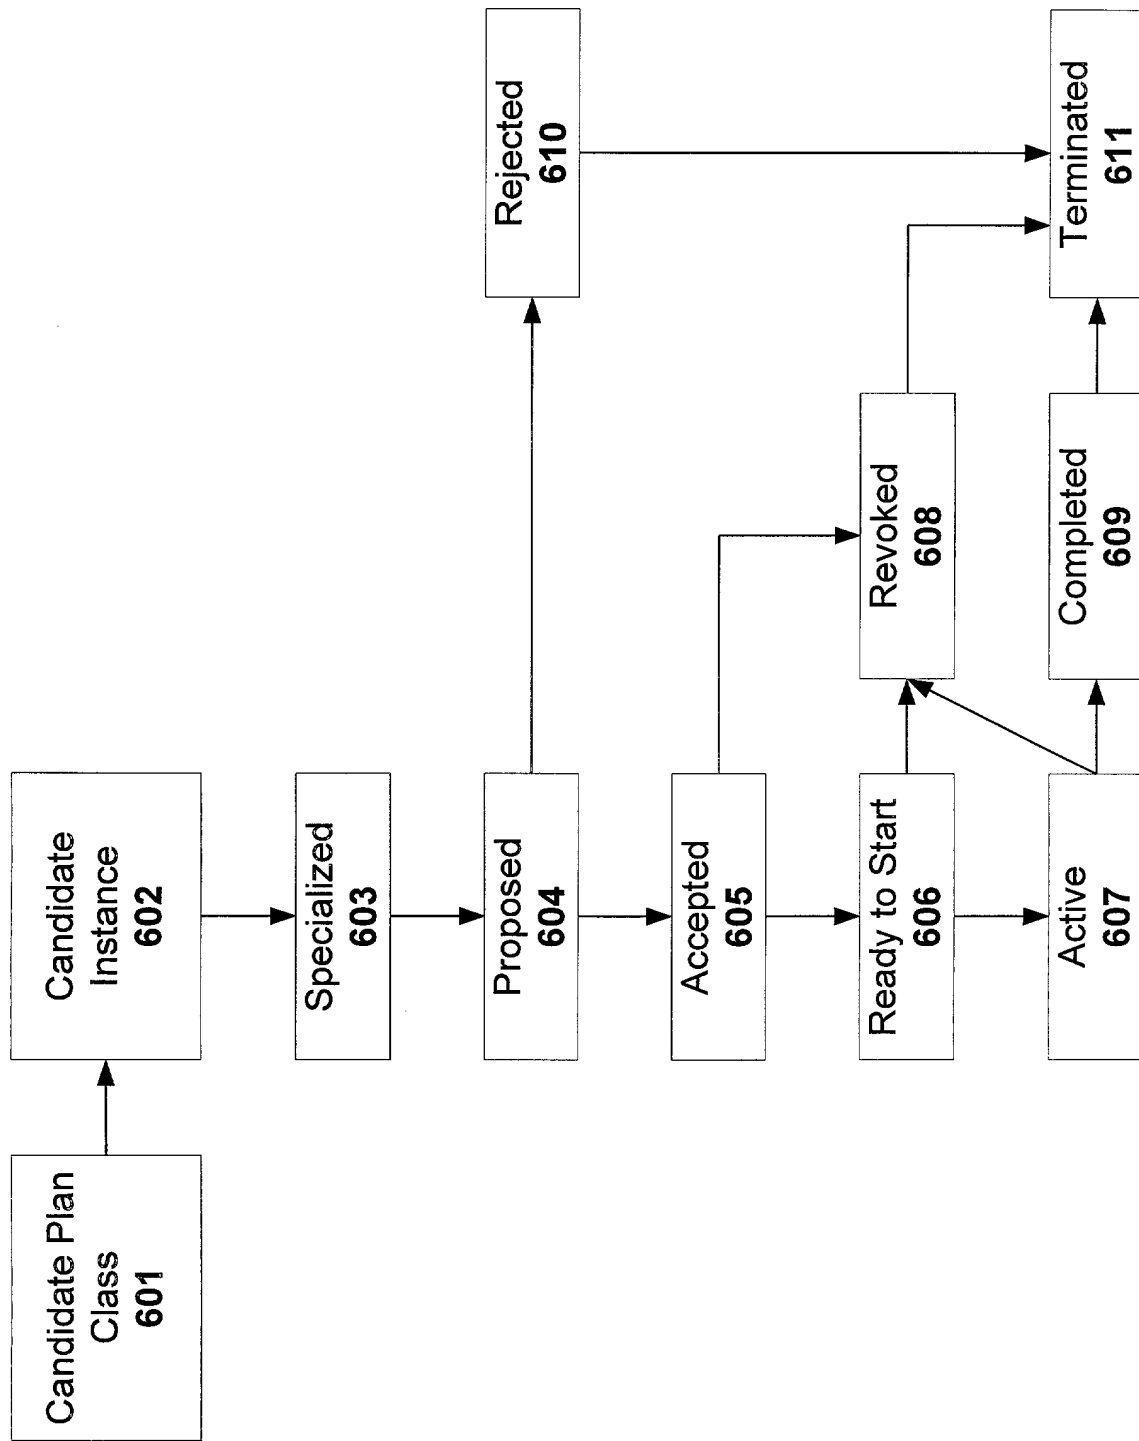 Candidate Plan
Class
601
Candidate
Instance
602
Specialized
603
Proposed
604
Accepted
605
Ready to Start
606
Active
607
Revoked
608
Completed
609
Rejected
610
Terminated
611